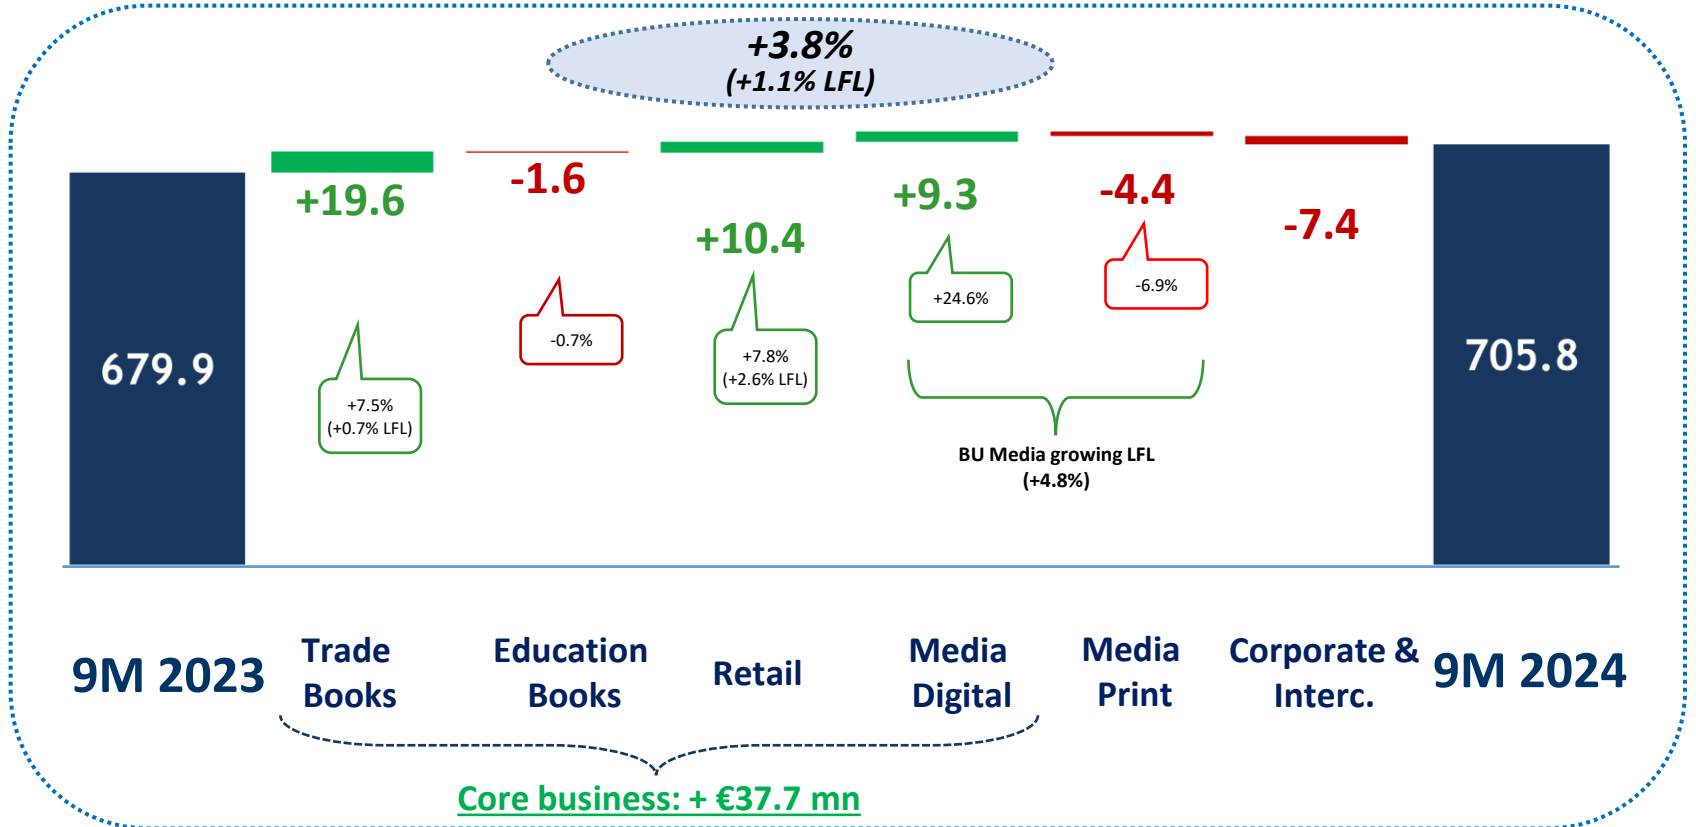 +3.8%
(+1.1% LFL)
679.9
+19.6
+7.5%
(+0.7% LFL)
-1.6
-0.7%
+10.4
+7.8%
(+2.6% LFL)
+9.3
+24.6%
-4.4
-6.9%
BU Media growing LFL
(+4.8%)
-7.4
705.8
9M 2023
Trade
Books
Education
Books
Retail
Media
Digital
Media
Print
Corporate &
Interc.
9M 2024
Core business: + €37.7 mn